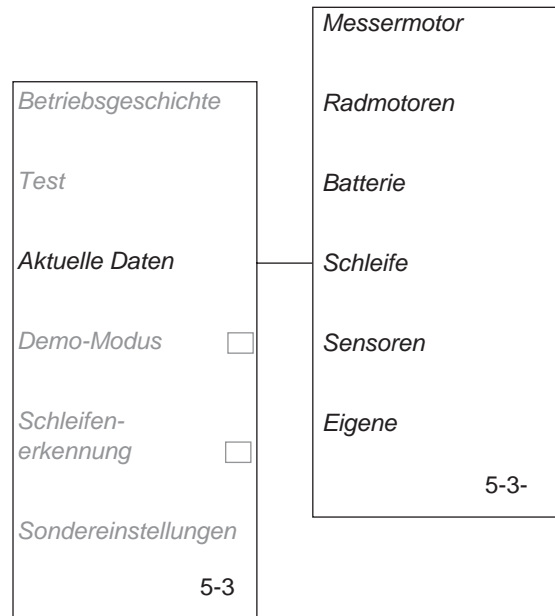 Betriebsgeschichte
Test
Aktuelle Daten
Demo-Modus
Schleifen-
erkennung
Sondereinstellungen
5-3
Messermotor
Radmotoren
Batterie
Schleife
Sensoren
Eigene
5-3-